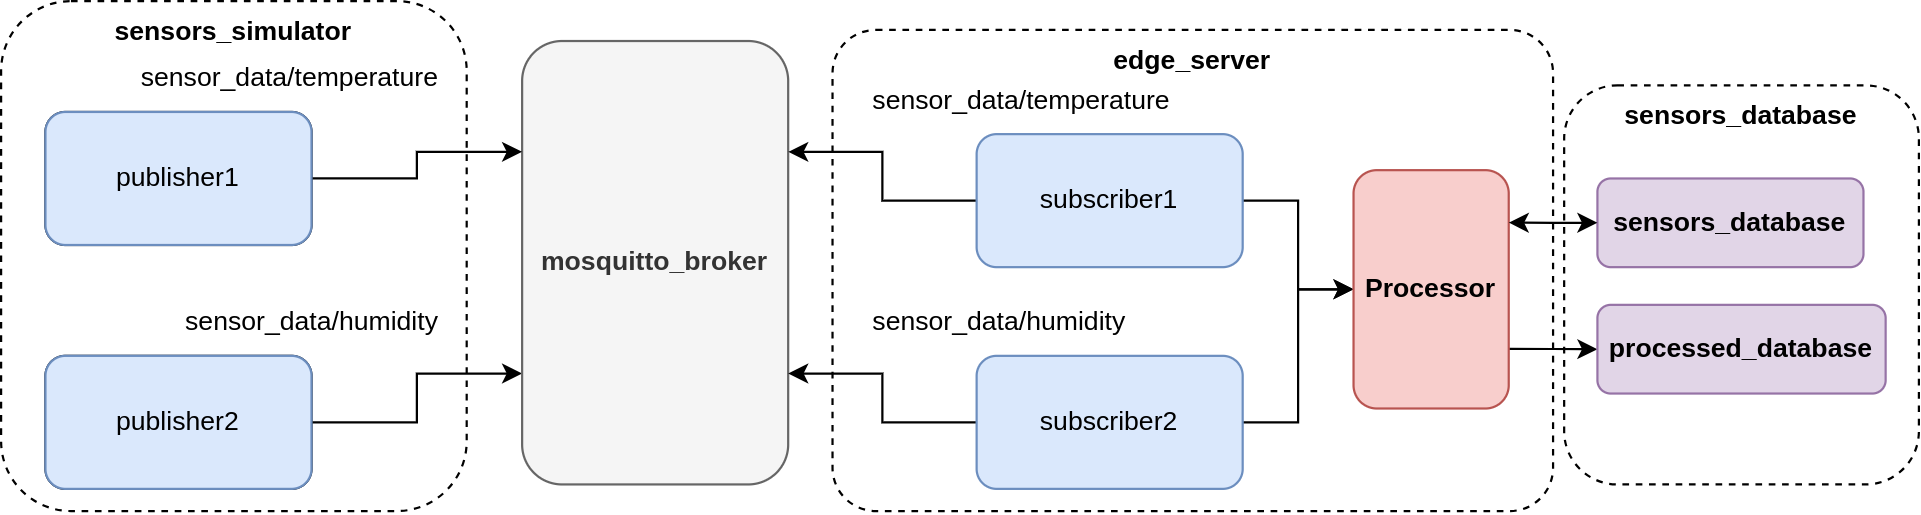 sensors_simulator
sensor_data/temperature
publisher1
sensor_data/humidity
publisher2
mosquitto_broker
edge_server
sensor_data/temperature
subscriber1
sensor_data/humidity
subscriber2
Processor
sensors_database
sensors_database
processed_database